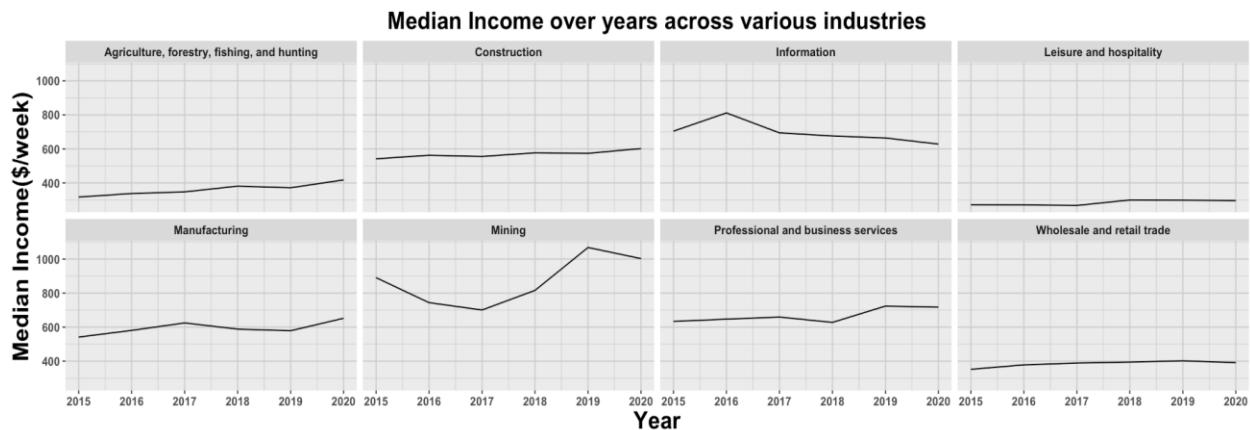 Median Income over years across various industries
Agriculture, forestry, fishing, and hunting
Construction
Information
Leisure and hospitality
1000
800
600
400
Manufacturing
Mining
Professional and business services
Wholesale and retail trade
1000
800
600
400
2015 2016 2017 2018 2019 2020
2015 2016 2017 2018 2019 2020
2015 2016 2017 2018 2019 2020
2015 2016 2017 2018 2019 2020
Median Income($/week)
Year